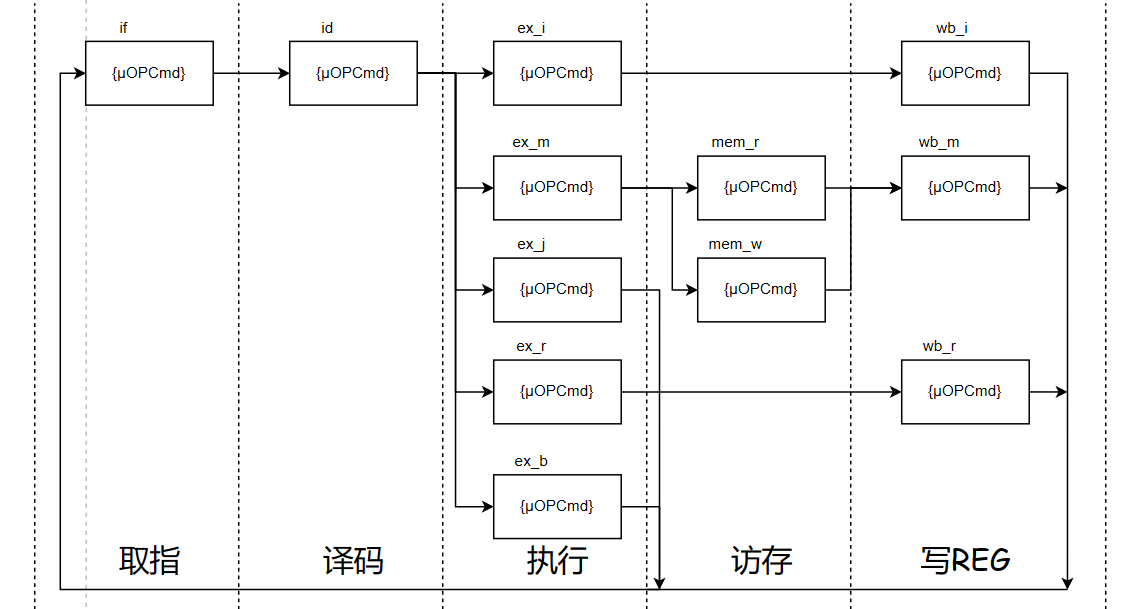 if
id
ex_i
wb_i
{µOPCmd}
{µOPCmd}
{µOPCmd}
{µOPCmd}
ex_m
mem_r
wb_m
{µOPCmd}
{µOPCmd}
{µOPCmd}
ex_j
mem_w
{µOPCmd}
{µOPCmd}
ex_r
wb_r
{µOPCmd}
{µOPCmd}
ex_b
{µOPCmd}
取指
译码
执行
访存
写REG